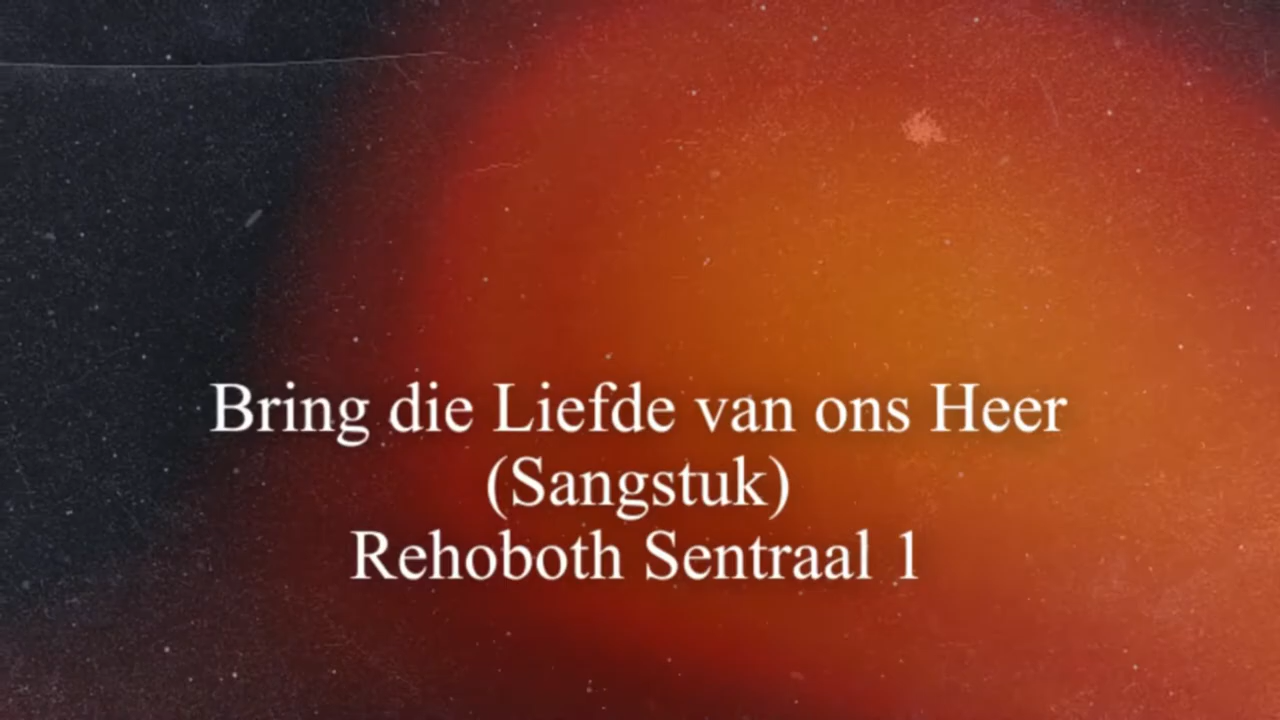 Bring die Liefde van ons Heer
(Sangstuk)
Rehoboth Sentraal 1